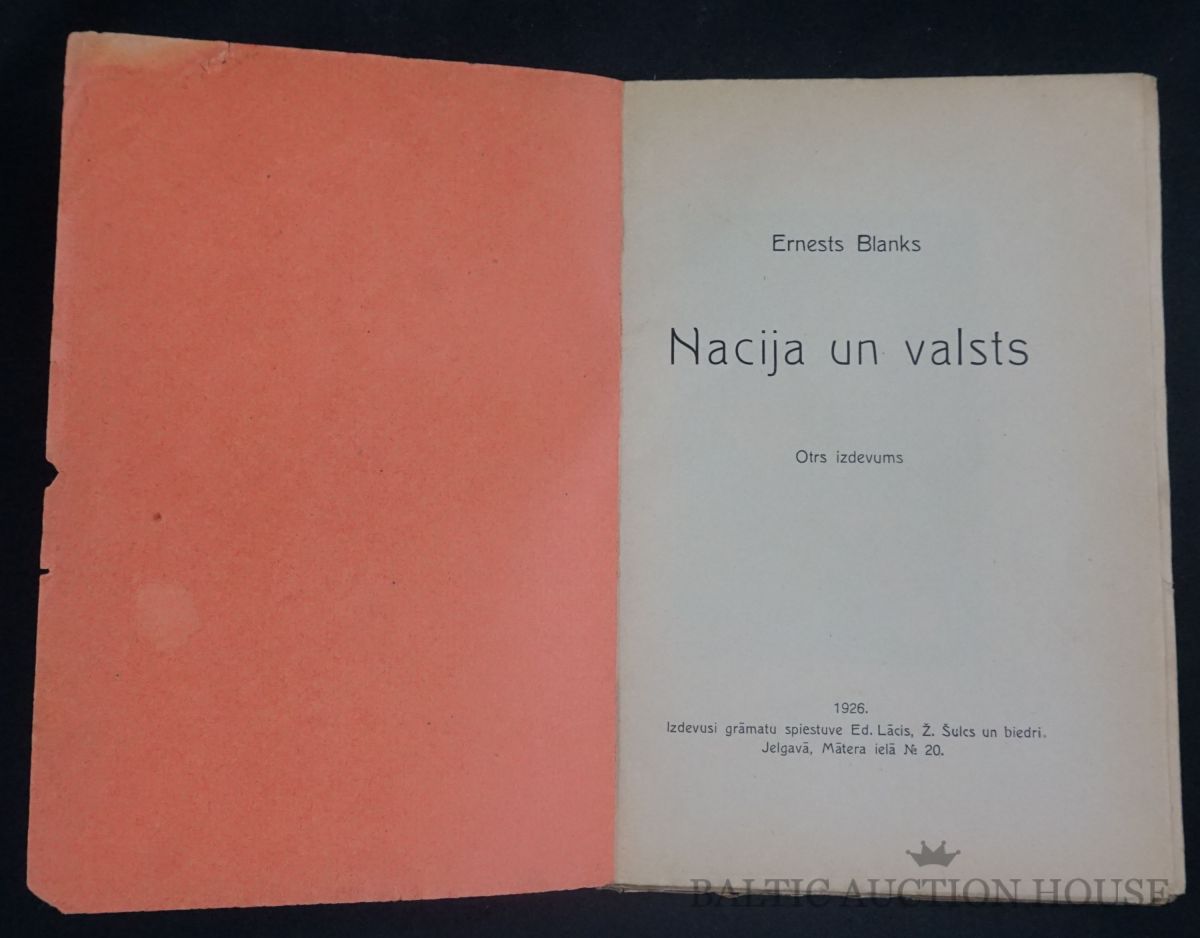 Ernests Blanks
Nacija un valsts
Otrs izdevums
1926.
Izdevusi grāmatu spiestuve Ed. Lācis, Ž. Šulcs un biedri.
Jelgavā, Mātera ielā № 20.
BALTIC AUCTION HOUSE